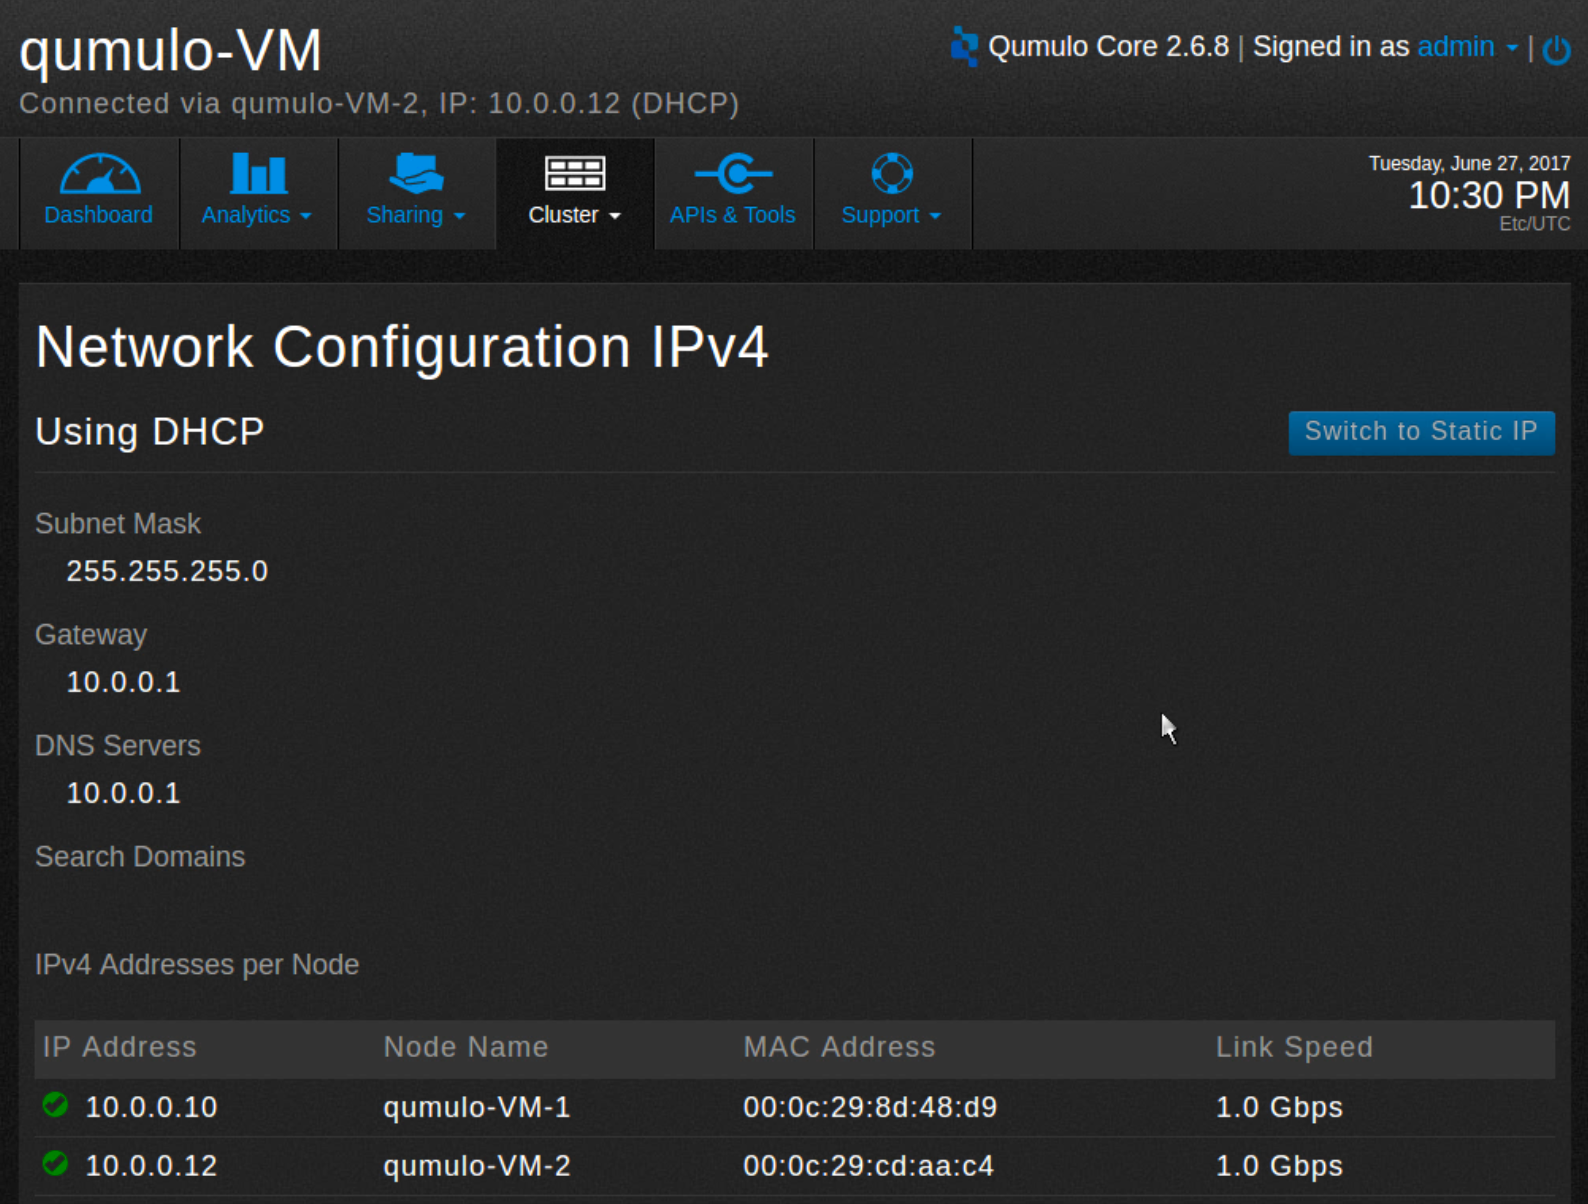 qumulo-VM
Qumulo Core 2.6.8 | Signed in as admin |
Connected via qumulo-VM-2, IP: 10.0.0.12 (DHCP)
Dashboard Analytics Sharing Cluster APIs & Tools Support
Tuesday, June 27, 2017
10:30 PM
Etc/UTC
Network Configuration IPv4
Using DHCP Switch to Static IP
Subnet Mask
255.255.255.0
Gateway
10.0.0.1
DNS Servers
10.0.0.1
Search Domains
IPv4 Addresses per Node
IP Address Node Name MAC Address Link Speed
10.0.0.10 qumulo-VM-1 00:0c:29:8d:48:d9 1.0 Gbps
10.0.0.12 qumulo-VM-2 00:0c:29:cd:aa:c4 1.0 Gbps